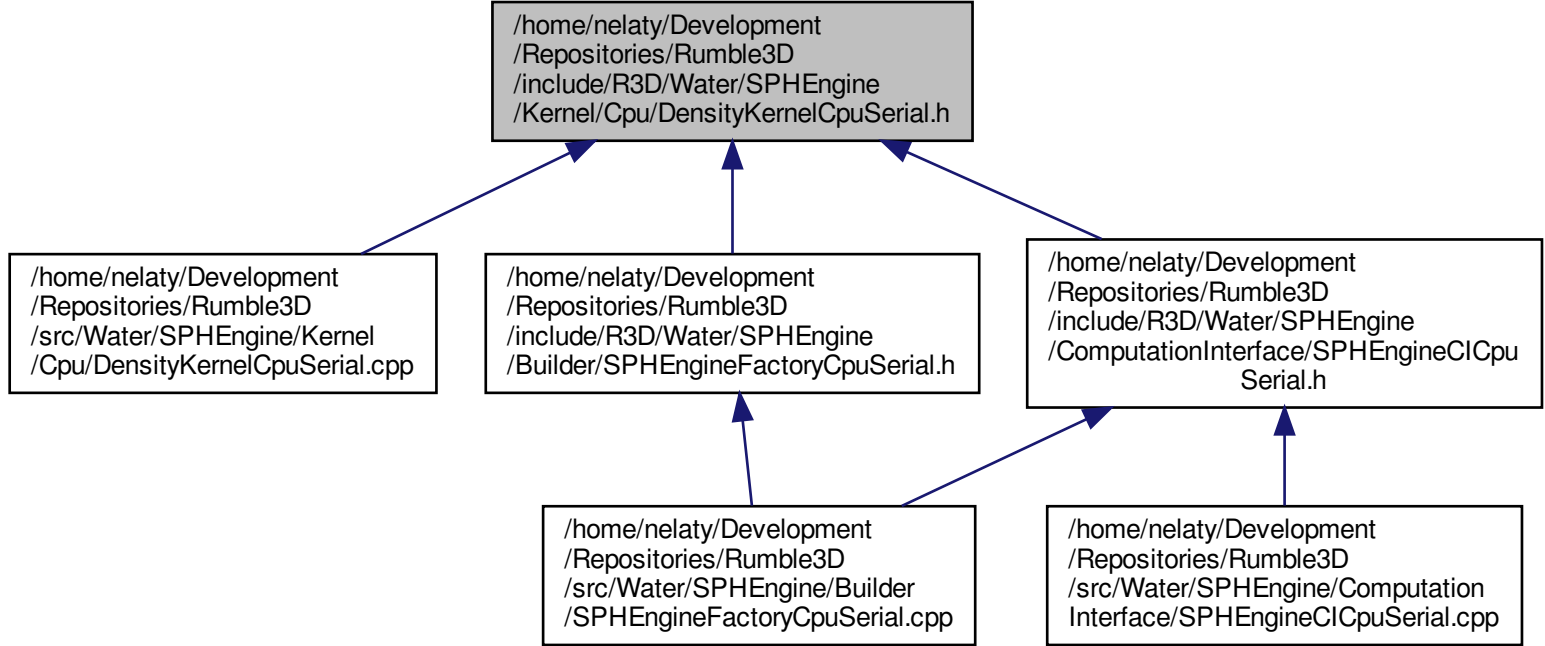 /home/nelaty/Development
/Repositories/Rumble3D
/include/R3D/Water/SPHEngine
/Kernel/Cpu/DensityKernelCpuSerial.h
/home/nelaty/Development
/Repositories/Rumble3D
/src/Water/SPHEngine/Kernel
/Cpu/DensityKernelCpuSerial.cpp
/home/nelaty/Development
/Repositories/Rumble3D
/include/R3D/Water/SPHEngine
/Builder/SPHEngineFactoryCpuSerial.h
/home/nelaty/Development
/Repositories/Rumble3D
/include/R3D/Water/SPHEngine
/ComputationInterface/SPHEngineCICpu
Serial.h
/home/nelaty/Development
/Repositories/Rumble3D
/src/Water/SPHEngine/Builder
/SPHEngineFactoryCpuSerial.cpp
/home/nelaty/Development
/Repositories/Rumble3D
/src/Water/SPHEngine/Computation
Interface/SPHEngineCICpuSerial.cpp